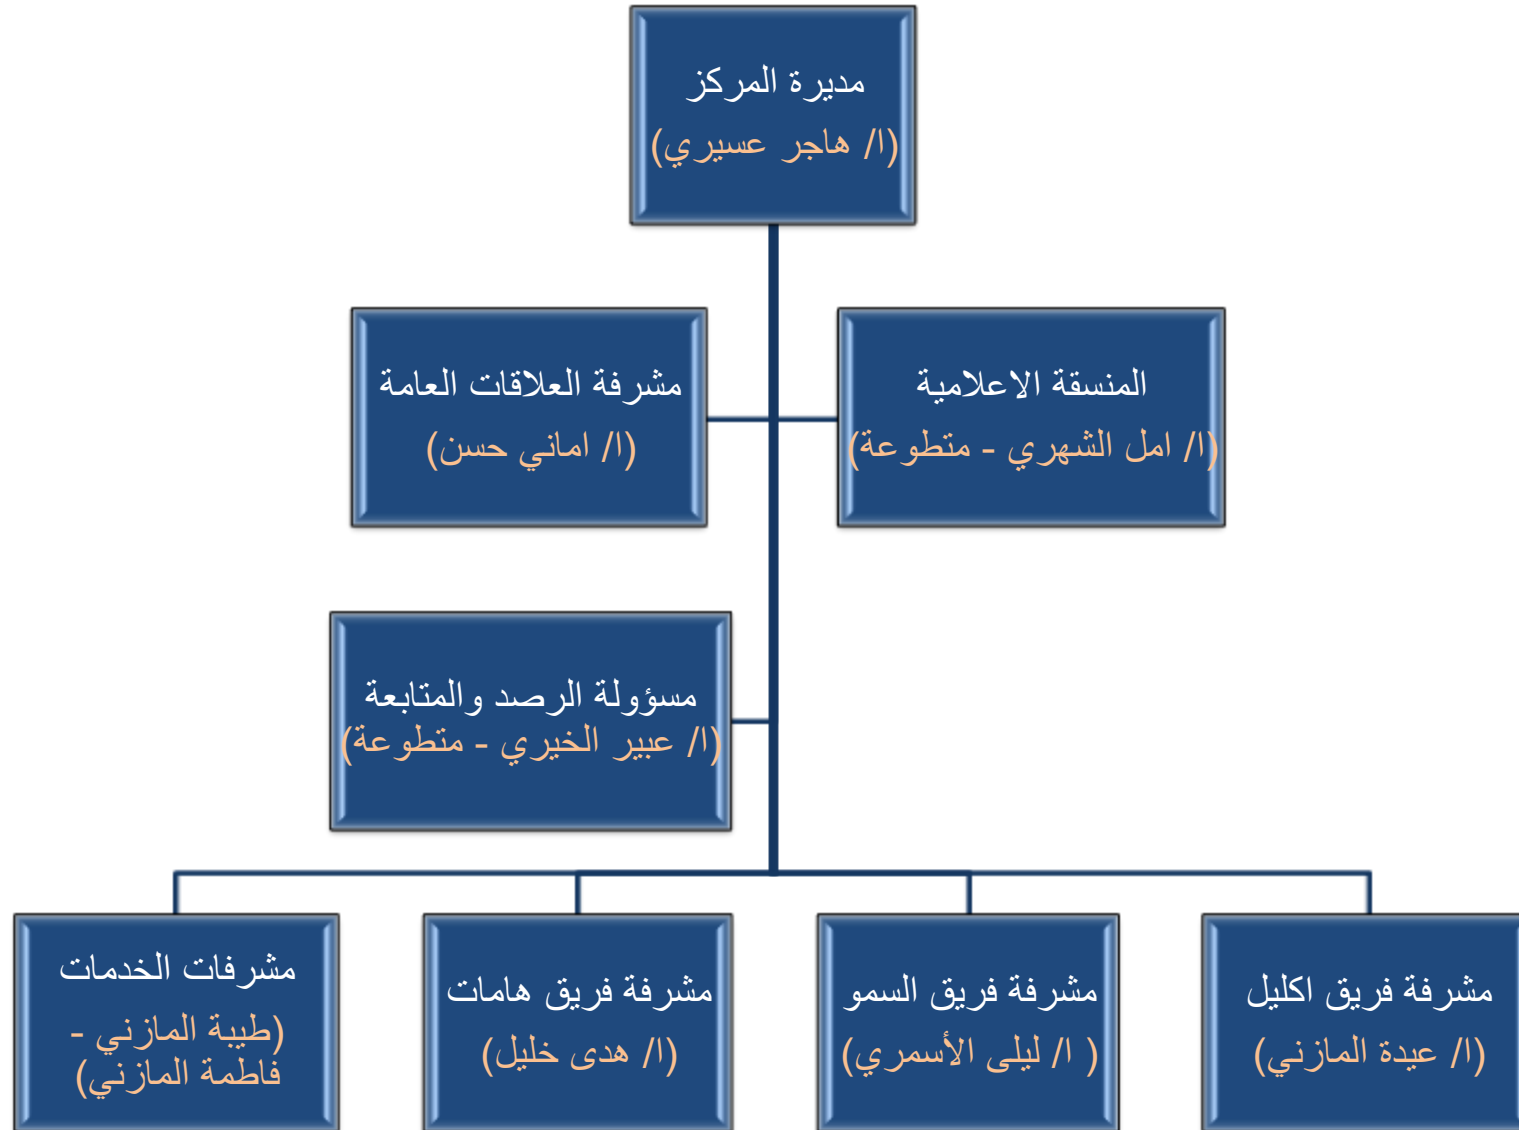 مديرة المركز
(ا/ هاجر عسيري)
المنسقة الاعلامية
(ا/ امل الشهري - متطوعة)
مشرفة العلاقات العامة
(ا/ اماني حسن)
مسؤولة الرصد والمتابعة
(ا/ عبير الخيري - متطوعة)
مشرفة فريق اكليل
(ا/ عيدة المازني)
مشرفة فريق السمو
( ا/ ليلى الأسمري)
مشرفة فريق هامات
(ا/ هدى خليل)
مشرفات الخدمات
(طيبة المازني -
فاطمة المازني)